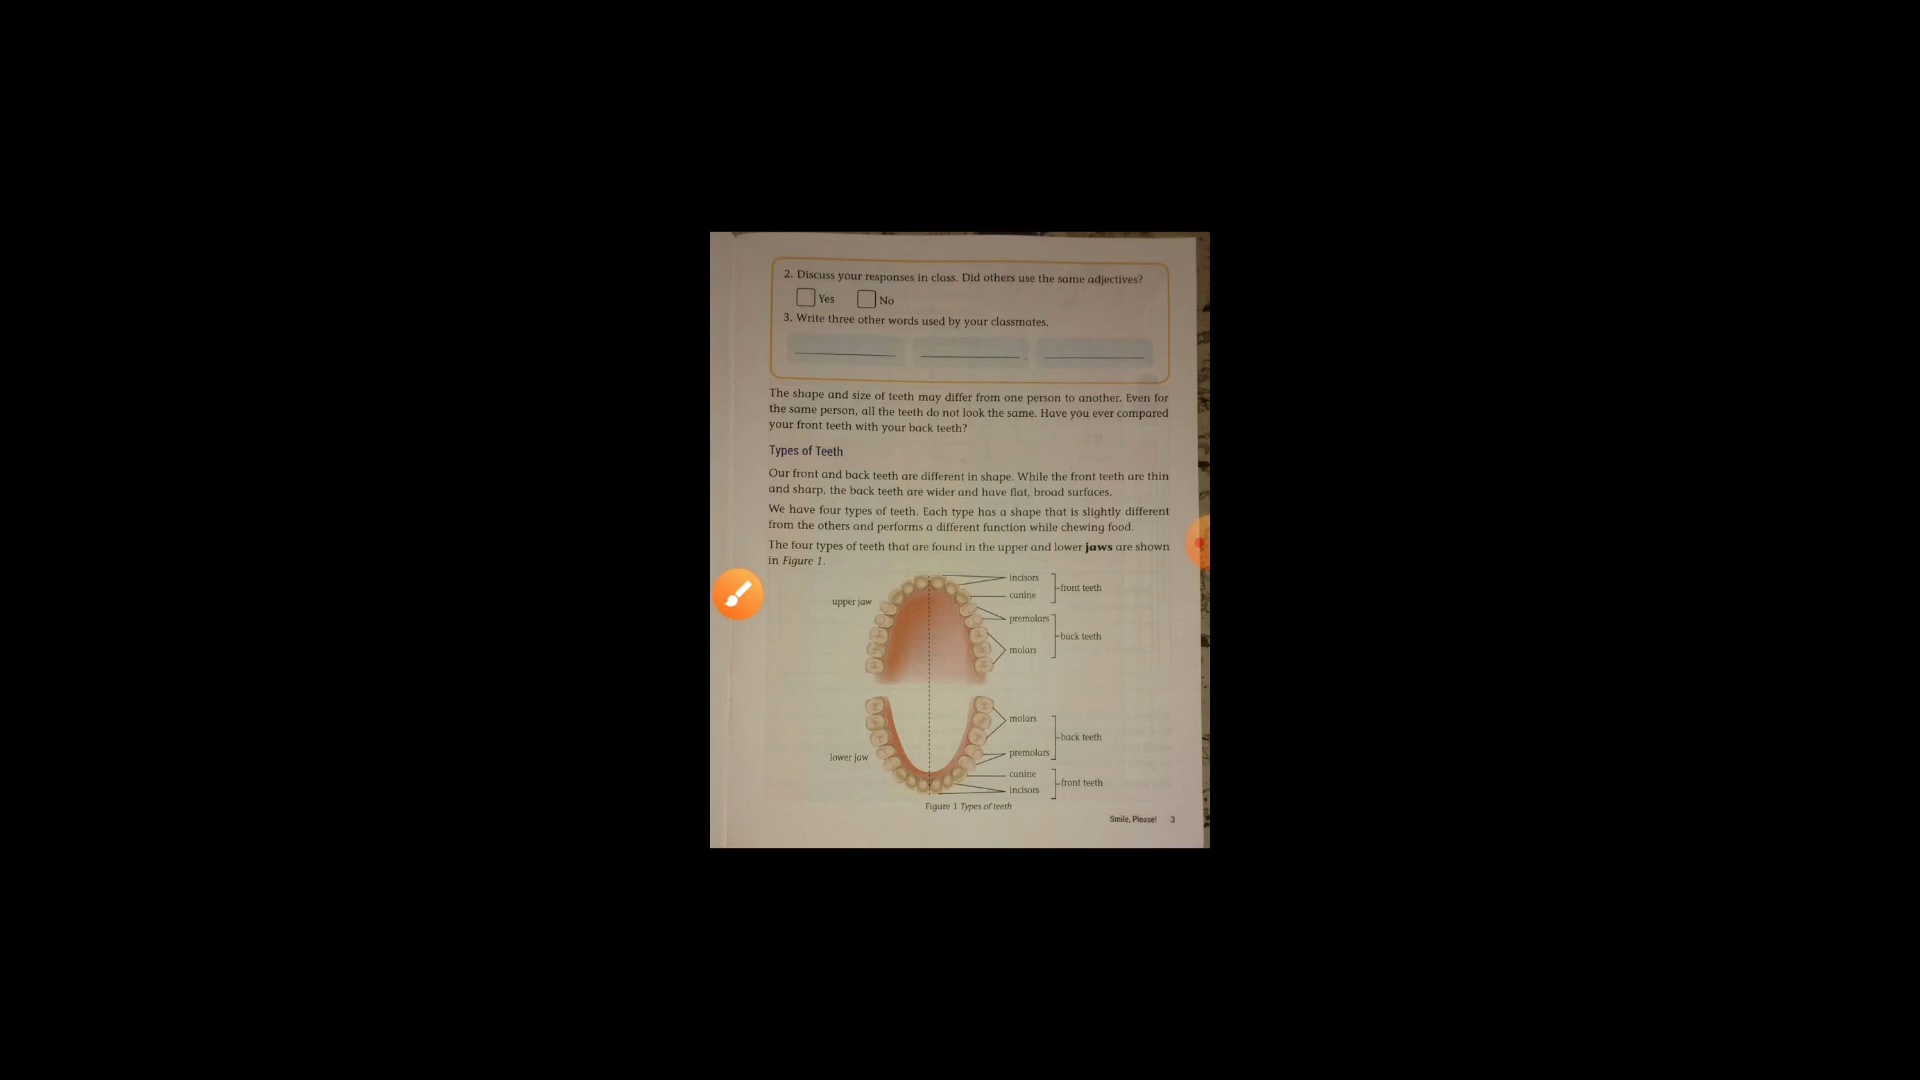 2. Discuss your responses in class. Did others use the same adjectives?
Yes No
3. Write three other words used by your classmates.
The shape and size of teeth may differ from one person to another. Even for
the same person, all the teeth do not look the same. Have you ever compared
your front teeth with your back teeth?
Types of Teeth
Our front and back teeth are different in shape. While the front teeth are thin
and sharp, the back teeth are wider and have flat, broad surfaces.
We have four types of teeth. Each type has a shape that is slightly different
from the others and performs a different function while chewing food.
The four types of teeth that are found in the upper and lower jaws are shown
in Figure 1.
incisors
front teeth
canine
upper jaw
premolars
back teeth
molars
molars
back teeth
premolars
lower jaw
canine
front teeth
incisors
Figure 1 Types of teeth
Smile, Please! 3